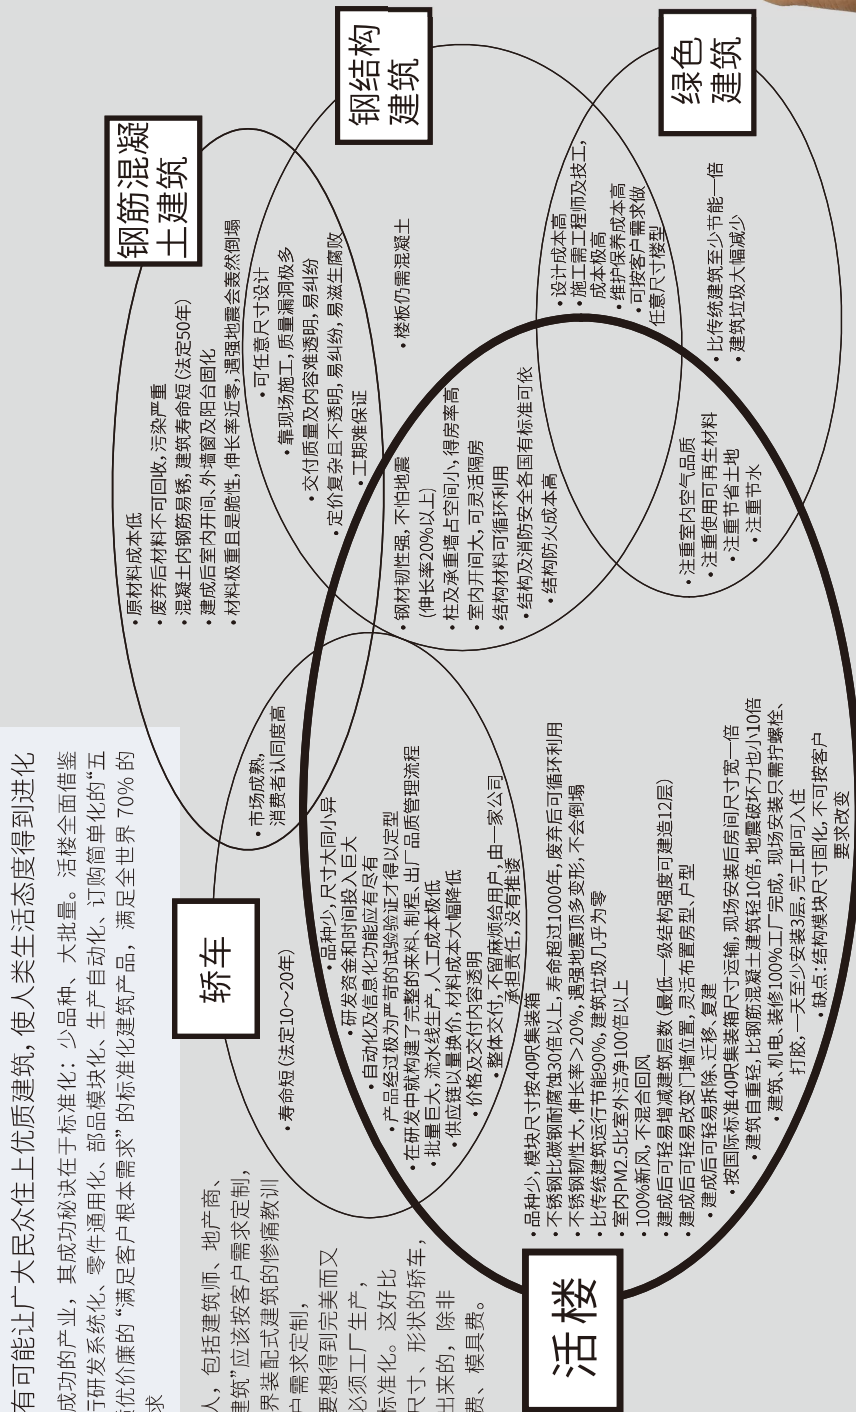 有可能让广大民众住上优质建筑，使人类生活态度得到进化
成功的产业，其成功秘诀在于标准化：少品种、大批量。活楼全面借鉴
行研发系统化、零件通用化、部品模块化、生产自动化、订购简单化的“五
优价廉的“满足客户根本需求”的标准化建筑产品，满足全世界 70% 的
求
人，包括建筑师、地产商、
建筑”应该按客户需求定制，
界装配式建筑的惨痛教训
户需求定制，
要想得到完美而又
必须工厂生产，
标准化。这好比
尺寸、形状的轿车，
出来的，除非
费、模具费。
钢筋混凝
土建筑
•原材料成本低
•废弃后材料不可回收，污染严重
•混凝土内钢筋易锈，建筑寿命短（法定50年）
•建成后室内开间、外墙窗及阳台固化
•材料极重且是脆性，伸长率近零，遇强地震会轰然倒塌
•可任意尺寸设计
•靠现场施工，质量漏洞极多
•交付质量及内容难透明，易纠纷
•定价复杂且不透明，易纠纷，易滋生腐败
•工期难保证
钢结构
建筑
•楼板仍需混凝土
•钢材韧性强，不怕地震
(伸长率20%以上)
•柱及承重墙占空间小，得房率高
•室内开间大，可灵活隔房
•结构材料可循环利用
•结构及消防安全各国有标准可依
•结构防火成本高
•设计成本高
•施工需工程师及技工，
成本极高
•维护保养成本高
•可按客户需求做
任意尺寸楼型
绿色
建筑
•比传统建筑至少节能一倍
•建筑垃圾大幅减少
•注重室内空气品质
•注重使用可再生材料
•注重节省土地
•注重节水
轿车
•市场成熟，
消费者认同度高
•寿命短（法定10～20年）
•品种少，尺寸大同小异
•研发资金和时间投入巨大
•自动化及信息化功能应有尽有
•产品经过极为严苛的试验验证才得以定型
•在研发中就构建了完整的来料、制程、出厂品质管理流程
•批量巨大，流水线生产，人工成本极低
•供应链以量换价，材料成本大幅降低
•价格及交付内容透明
•整体交付，不留麻烦给用户，由一家公司
承担责任，没有推诿
活楼
•品种少，模块尺寸按40呎集装箱
•不锈钢比碳钢耐腐蚀30倍以上，寿命超过1000年，废弃后可循环利用
•不锈钢韧性大，伸长率＞20%，遇强地震顶多变形，不会倒塌
•比传统建筑运行节能90%，建筑垃圾几乎为零
•室内PM2.5比室外洁净100倍以上
•100%新风，不混合回风
•建成后可轻易增减建筑层数（最低一级结构强度可建造12层）
•建成后可轻易改变门墙位置，灵活布置房型、户型
•建成后可轻易拆除、迁移、复建
•按国际标准40呎集装箱尺寸运输，现场安装后房间尺寸宽一倍
•建筑自重轻，比钢筋混凝土建筑轻10倍，地震破坏力也小10倍
•建筑、机电、装修100%工厂完成，现场安装只需拧螺栓、
打胶，一天至少安装3层，完工即可入住
•缺点：结构模块尺寸固化，不可按客户
要求改变